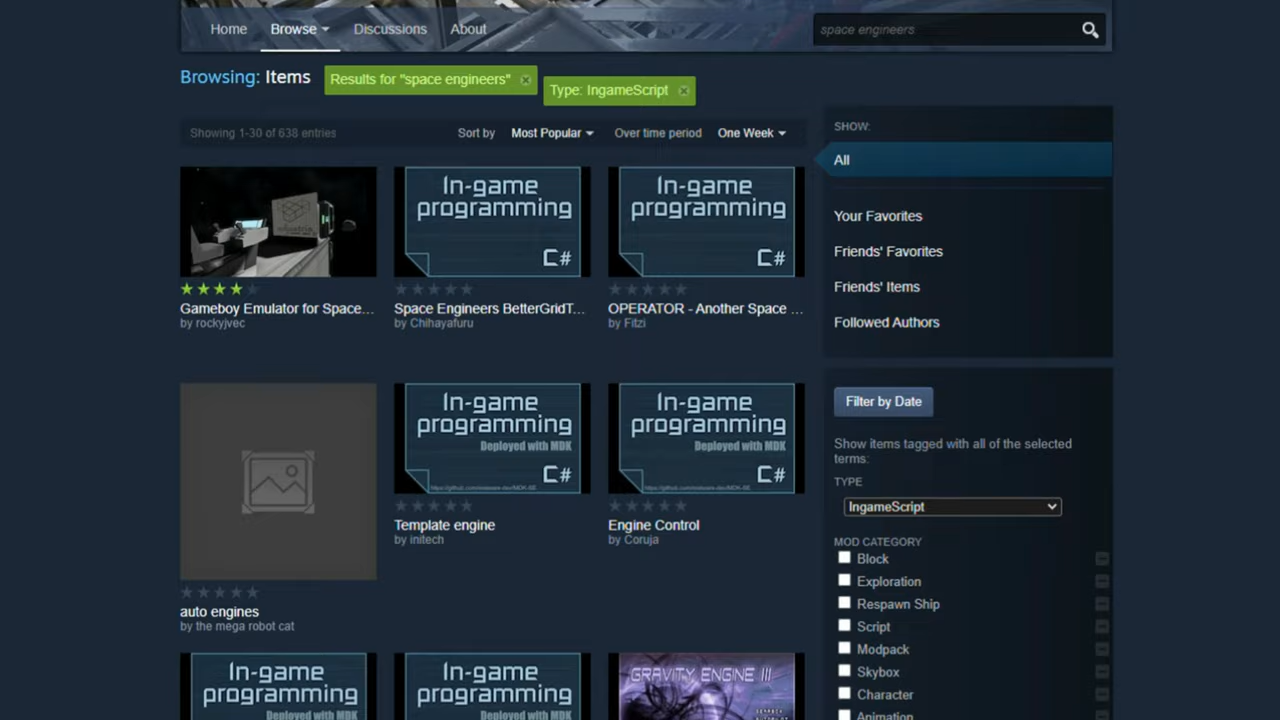 Home Browse Discussions About
space engineers
Browsing: Items
Results for "space engineers"
Type: IngameScript
Showing 1-30 of 638 entries
Sort by Most Popular Over time period One Week
SHOW:
All
Your Favorites
Friends' Favorites
Friends' Items
Followed Authors
In-game
programming
C#
In-game
programming
C#
Gameboy Emulator for Space...
by rockyjvec
Space Engineers BetterGridT...
by Chihayafuru
OPERATOR - Another Space ...
by Fitzi
Filter by Date
Show items tagged with all of the selected
terms:
TYPE
IngameScript
MOD CATEGORY
Block
Exploration
Respawn Ship
Script
Modpack
Skybox
Character
Animation
In-game
programming
Deployed with MDK
C#
In-game
programming
Deployed with MDK
C#
auto engines
by the mega robot cat
Template engine
by initech
Engine Control
by Coruja
In-game
programming
Deployed with MDK
In-game
programming
Deployed with MDK
GRAVITY ENGINE III